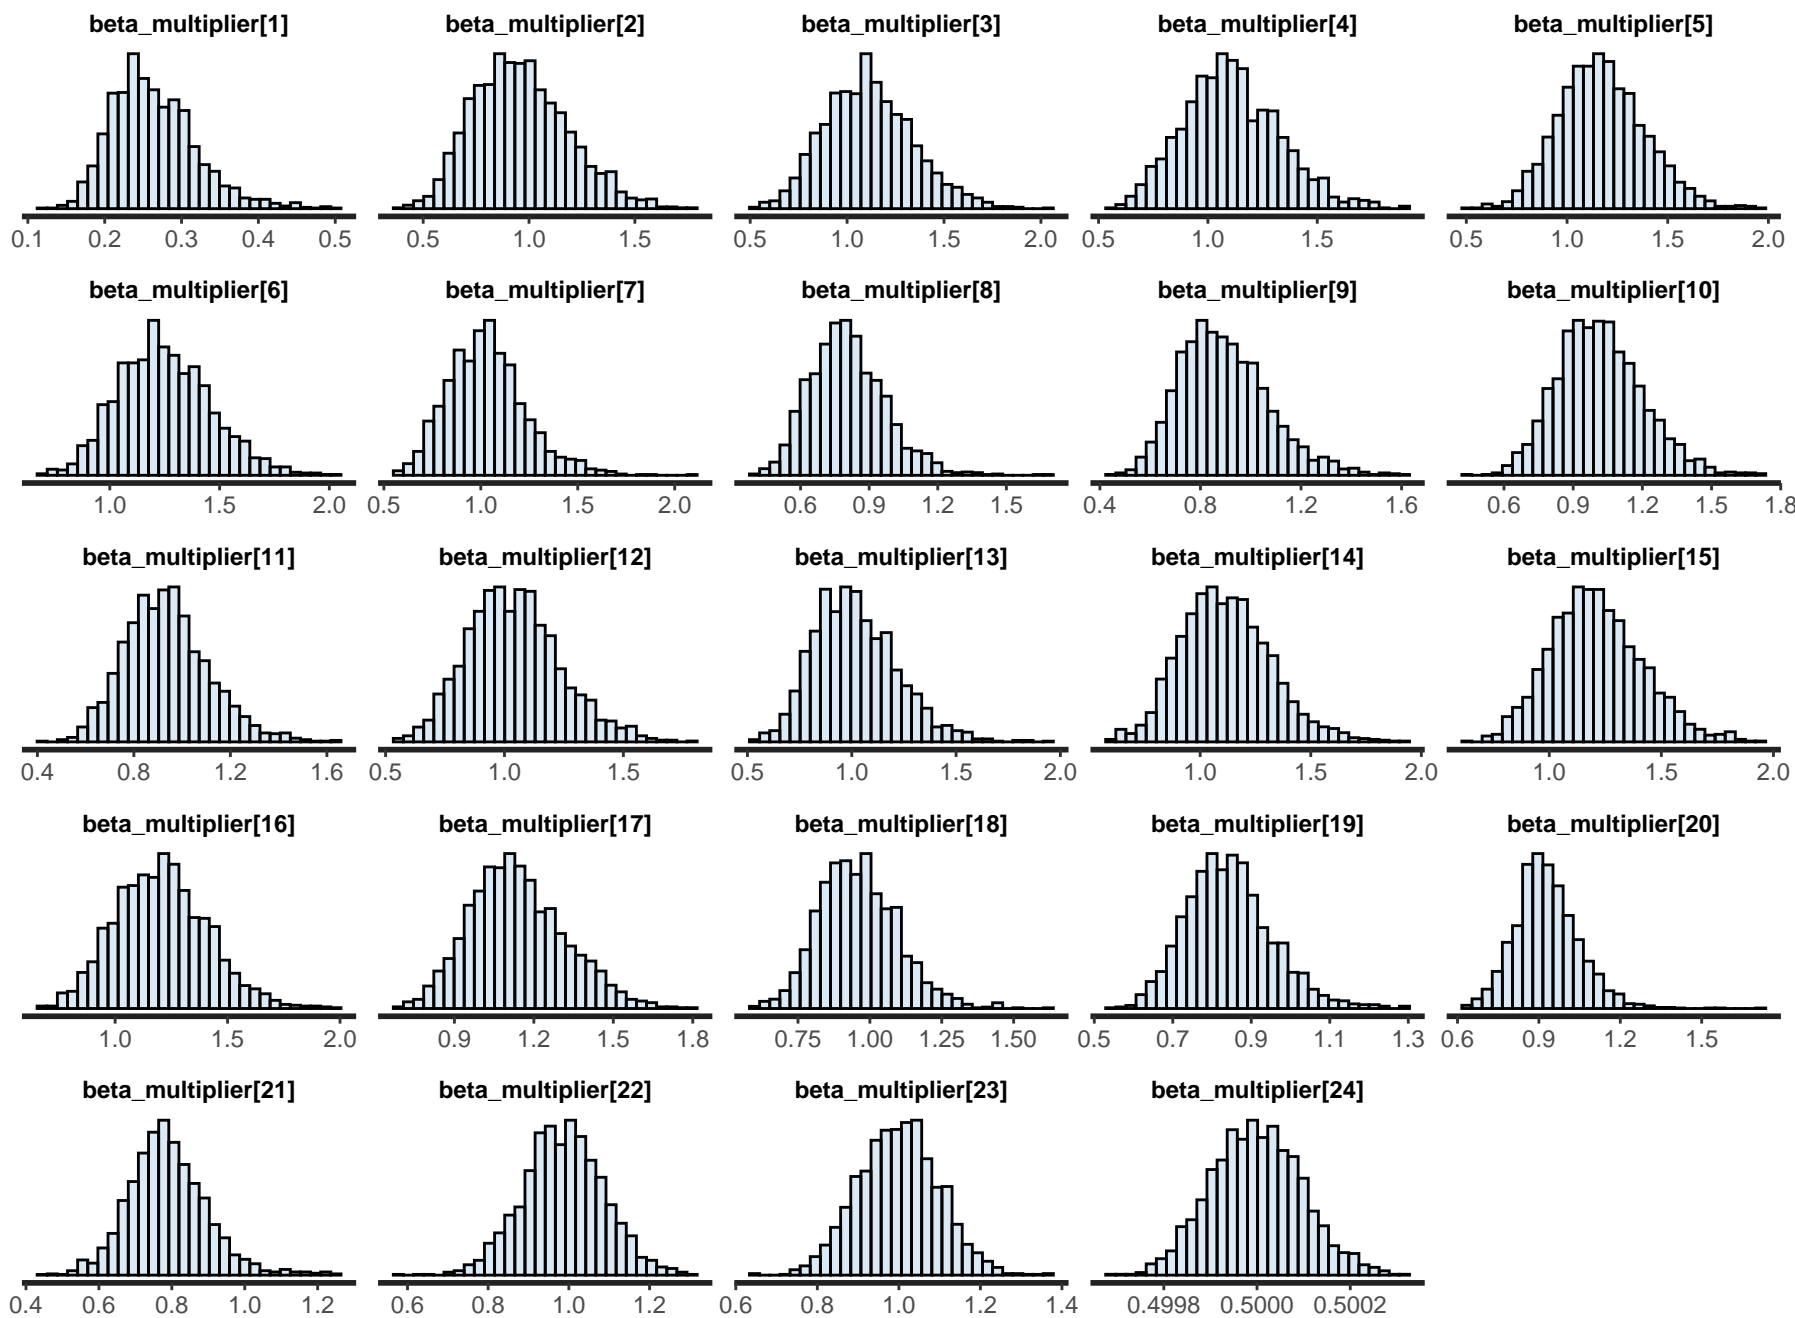 beta_multiplier[1] beta_multiplier[2] beta_multiplier[3] beta_multiplier[4] beta_multiplier[5]
0.1 0.2 0.3 0.4 0.5 0.5 1.0 1.5 0.5 1.0 1.5 2.0 0.5 1.0 1.5 0.5 1.0 1.5 2.0
beta_multiplier[6] beta_multiplier[7] beta_multiplier[8] beta_multiplier[9] beta_multiplier[10]
1.0 1.5 2.0 0.5 1.0 1.5 2.0 0.6 0.9 1.2 1.5 0.4 0.8 1.2 1.6 0.6 0.9 1.2 1.5 1.8
beta_multiplier[11] beta_multiplier[12] beta_multiplier[13] beta_multiplier[14] beta_multiplier[15]
0.4 0.8 1.2 1.6 0.5 1.0 1.5 0.5 1.0 1.5 2.0 1.0 1.5 2.0 1.0 1.5 2.0
beta_multiplier[16] beta_multiplier[17] beta_multiplier[18] beta_multiplier[19] beta_multiplier[20]
1.0 1.5 2.0 0.9 1.2 1.5 1.8 0.75 1.00 1.25 1.50 0.5 0.7 0.9 1.1 1.3 0.6 0.9 1.2 1.5
beta_multiplier[21] beta_multiplier[22] beta_multiplier[23] beta_multiplier[24]
0.4 0.6 0.8 1.0 1.2 0.6 0.8 1.0 1.2 0.6 0.8 1.0 1.2 1.4 0.4998 0.5000 0.5002